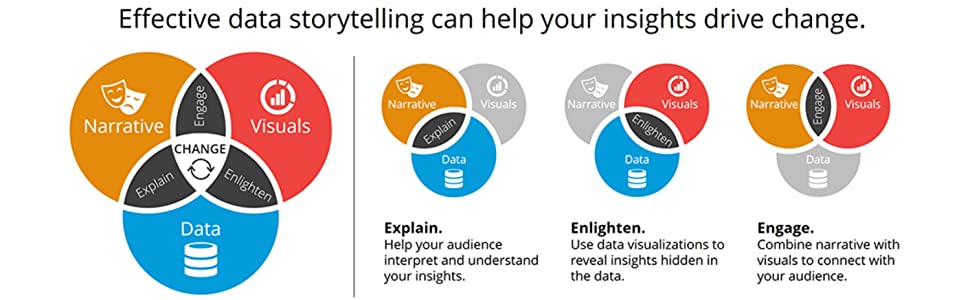 Effective data storytelling can help your insights drive change.
Narrative
Engage
Visuals
CHANGE
Explain
Enlighten
Data
Narrative
Visuals
Explain
Data
Explain.
Help your audience
interpret and understand
your insights.
Narrative
Visuals
Enlighten
Data
Enlighten.
Use data visualizations to
reveal insights hidden in
the data.
Narrative
Engage
Visuals
Data
Engage.
Combine narrative with
visuals to connect with
your audience.